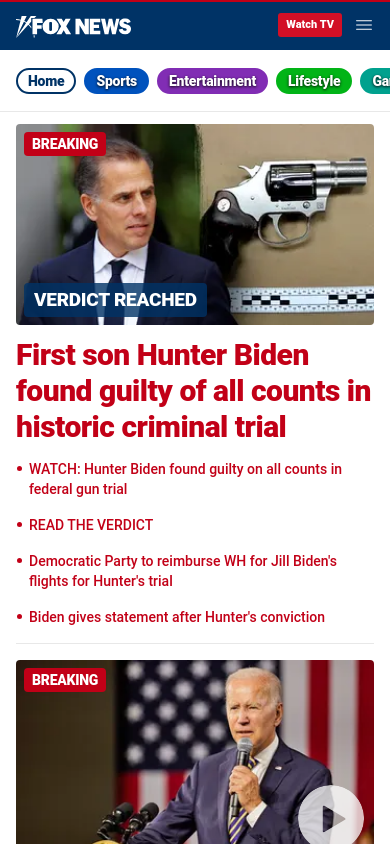 FOX NEWS
Watch TV
Home
Sports
Entertainment
Lifestyle
BREAKING
VERDICT REACHED
First son Hunter Biden
found guilty of all counts in
historic criminal trial
WATCH: Hunter Biden found guilty on all counts in
federal gun trial
READ THE VERDICT
Democratic Party to reimburse WH for Jill Biden's
flights for Hunter's trial
Biden gives statement after Hunter's conviction
BREAKING